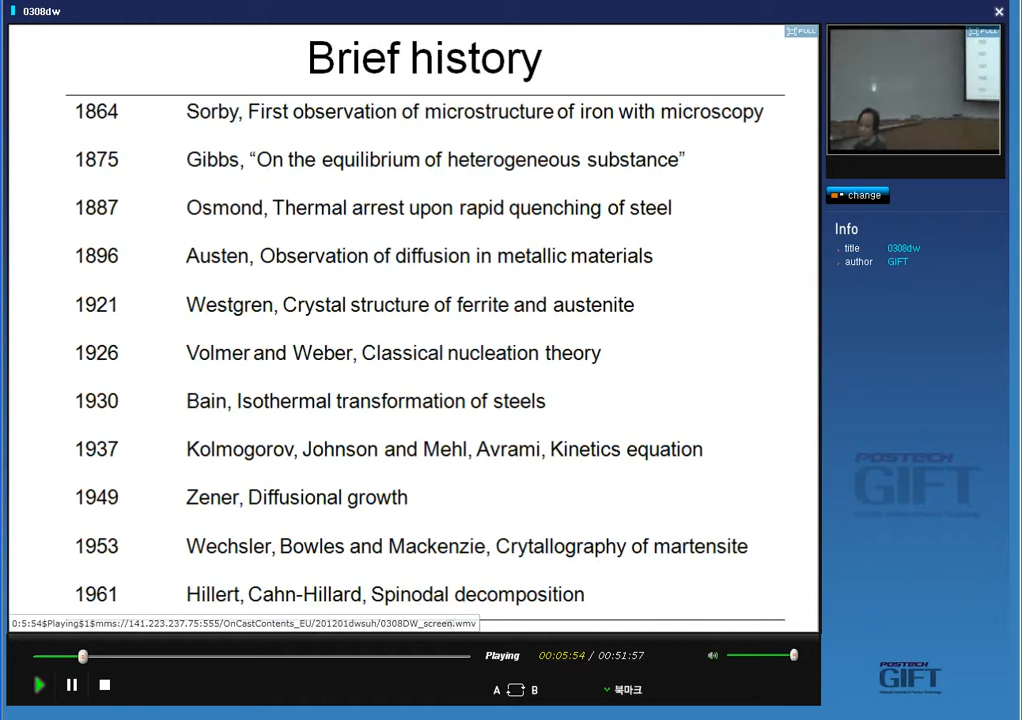 0308dw
FULL
FULL
Brief history
1864 Sorby, First observation of microstructure of iron with microscopy
1875 Gibbs, “On the equilibrium of heterogeneous substance”
1887 Osmond, Thermal arrest upon rapid quenching of steel
1896 Austen, Observation of diffusion in metallic materials
1921 Westgren, Crystal structure of ferrite and austenite
1926 Volmer and Weber, Classical nucleation theory
1930 Bain, Isothermal transformation of steels
1937 Kolmogorov, Johnson and Mehl, Avrami, Kinetics equation
1949 Zener, Diffusional growth
1953 Wechsler, Bowles and Mackenzie, Crytallography of martensite
1961 Hillert, Cahn-Hillard, Spinodal decomposition
change
Info
title 0308dw
author GIFT
POSTECH
GIFT
0:5:54$Playing$1$mms://141.223.237.75:555/OnCastContents_EU/201201dwsuh/0308DW_screen.wmv
Playing 00:05:54 / 00:51:57
A B 북마크
POSTECH
GIFT